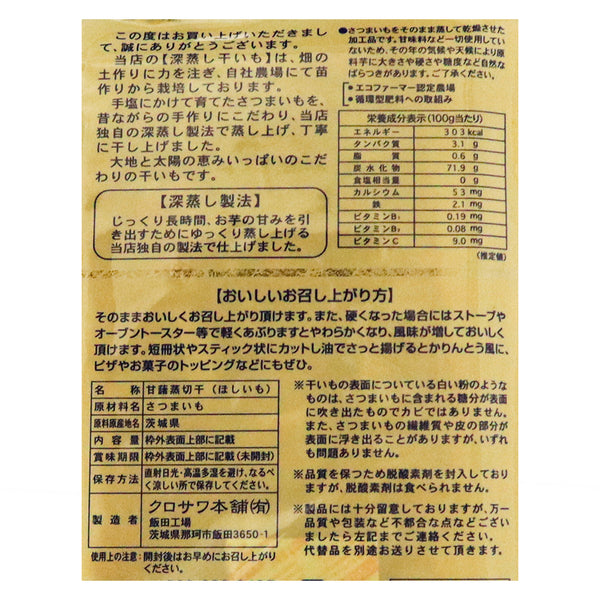 この度はお買い上げいただきまし
て、誠にありがとうございます。
当店の【深蒸し干いも】は、畑の
土作りに力を注ぎ、自社農場にて苗
作りから栽培しております。
手塩にかけて育てたさつまいもを、
昔ながらの手作りにこだわり、当店
独自の深蒸し製法で蒸し上げ、丁寧
に干し上げました。
大地と太陽の恵みいっぱいのこだ
わりの干いもです。
【深蒸し製法】
じっくり長時間、お芋の甘みを引き
出すためにゆっくり蒸し上げる
当店独自の製法で仕上げました。
●さつまいもをそのまま蒸して乾燥させた
加工品です。甘味料など一切使用してい
ないため、その年の気候や天候により原
料芋に大きさや硬さや糖度など自然な
ばらつきがあります。ご了承ください。
●エコファーマー認定農場
●循環型肥料への取組み
栄養成分表示(100g当たり)
エネルギー 303kcal
タンパク質 3.1 g
脂質 0.6 g
炭水化物 71.9 g
食塩相当量 0 g
カルシウム 53 mg
鉄 2.1 mg
ビタミンB₁ 0.19 mg
ビタミンB₂ 0.08 mg
ビタミンC 9.0 mg
(推定値)
【おいしいお召し上がり方】
そのままおいしくお召し上がり頂けます。また、硬くなった場合にはストーブや
オーブントースター等で軽くあぶりますとやわらかくなり、風味が増しておいしく
頂けます。短冊状やスティック状にカットし油でさっと揚げるとかりんとう風に、
ピザやお菓子のトッピングなどにもぜひ。
名称 甘藷蒸切干(ほしいも)
原材料名 さつまいも
原料原産地名 茨城県
内容量 枠外表面上部に記載
賞味期限 枠外表面上部に記載(未開封)
保存方法 直射日光・高温多湿を避け、なるべ
く涼しい所で保存してください。
製造者 クロサワ本舗(有)
飯田工場
茨城県那珂市飯田3650-1
使用上の注意:開封後はお早めにお召し上がり
ください。
※干いもの表面についている白い粉のような
ものは、さつまいもに含まれる糖分が表面
に吹き出たものでカビではありません。
また、さつまいもの繊維質や皮の部分が
表面に浮き出ることがありますが、いずれ
も問題ありません。
※品質を保つため脱酸素剤を封入しており
ますが、脱酸素剤は食べられません。
※製品には十分留意しておりますが、万一
品質や包装など不都合な点などござい
ましたら左記までご連絡ください。
代替品を別途お送りさせて頂きます。